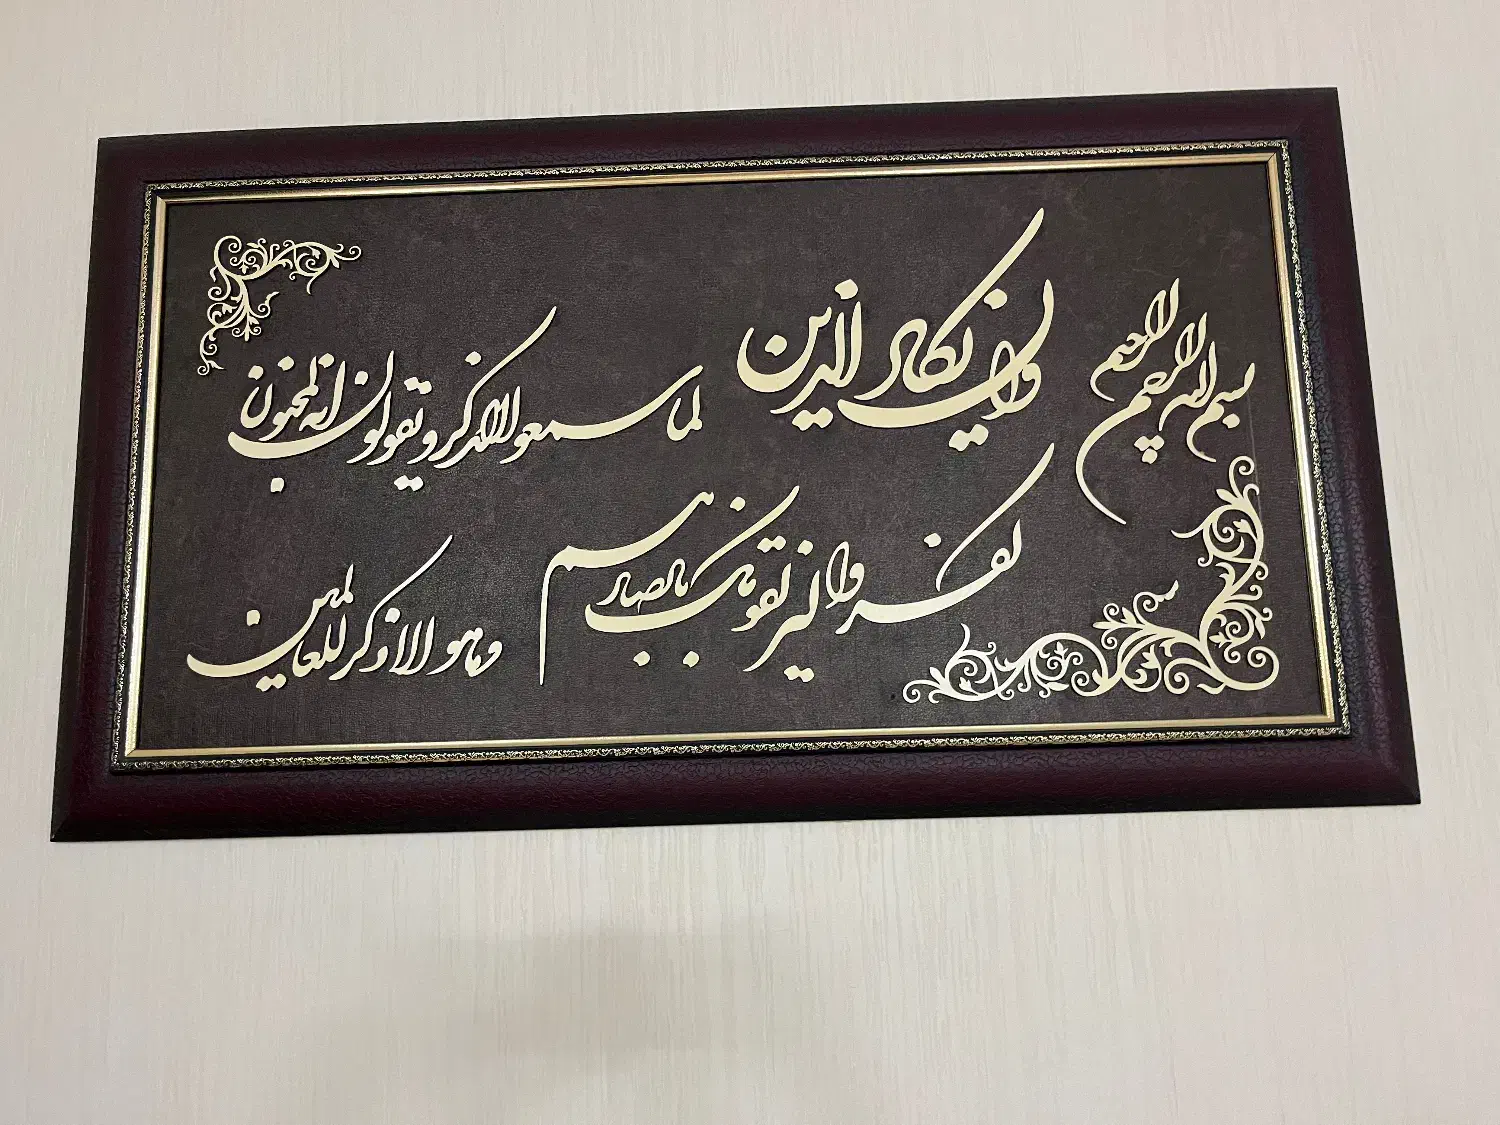 بسم الله الرحمن الرحیم
وان یکاد الذین
کفروا لیزلقونک بابصارهم
لما سمعوا الذکر و یقولون انه لمجنون
وما هو الا ذکر للعالمین